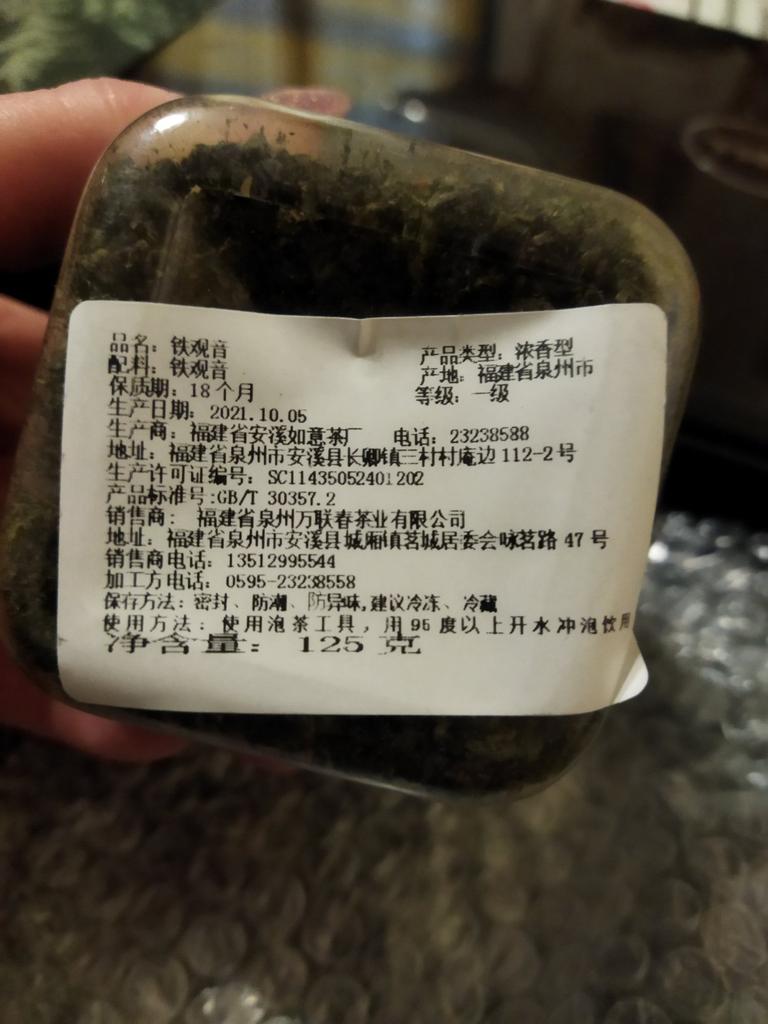 品名：铁观音 产品类型：浓香型
配料：铁观音 产地：福建省泉州市
保质期：18个月 等级：一级
生产日期：2021.10.05
生产商：福建省安溪如意茶厂 电话：23238588
地址：福建省泉州市安溪县长卿镇三村村庵边112-2号
生产许可证编号：SC11435052401202
产品标准号:GB/T 30357.2
销售商：福建省泉州万联春茶业有限公司
地址：福建省泉州市安溪县城厢镇茗城居委会咏茗路47号
销售商电话：13512995544
加工方电话：0595-23238558
保存方法：密封、防潮、防异味,建议冷冻、冷藏
使用方法：使用泡茶工具，用95度以上开水冲泡饮用
净含量：125克